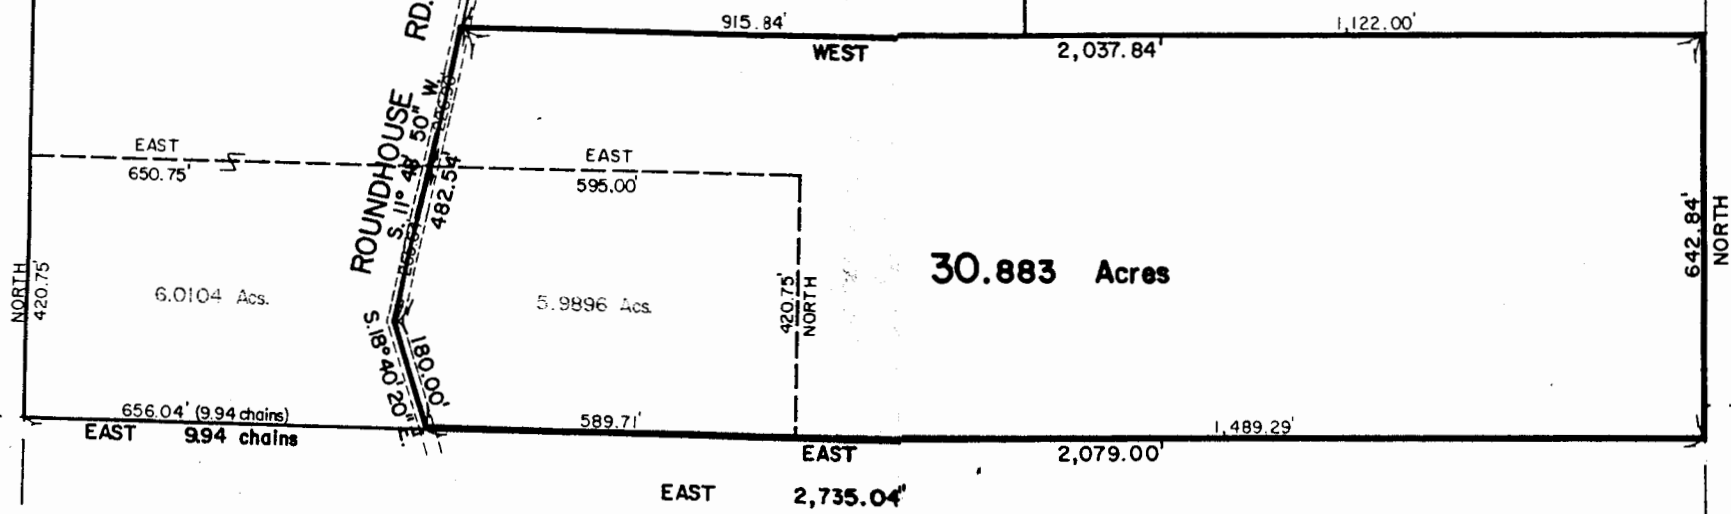 RD.
915.84'
1,122.00'
WEST 2,037.84'
ROUNDHOUSE
S. 11° 48' 50" W.
482.54'
EAST
650.75'
EAST
595.00'
NORTH
420.75'
6.0104 Acs.
5.9896 Acs.
420.75'
NORTH
30.883 Acres
642.84'
NORTH
S.18° 40' 20" E.
180.00'
656.04' (9.94 chains)
EAST 9.94 chains
589.71'
1,489.29'
EAST 2,079.00'
EAST 2,735.04"